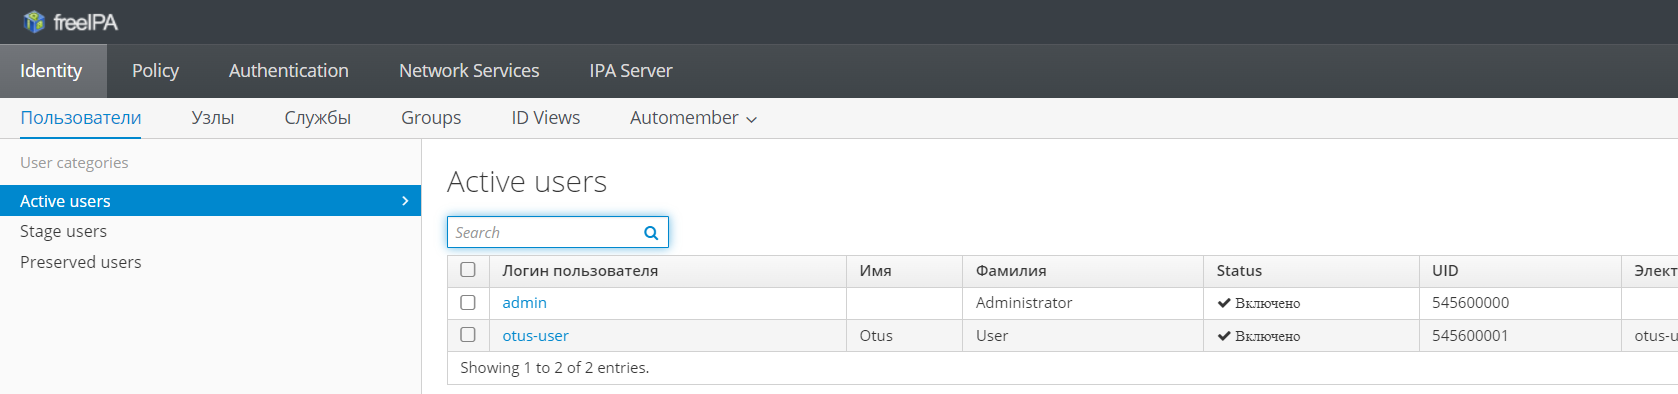 freeIPA
Identity Policy Authentication Network Services IPA Server
Пользователи Узлы Службы Groups ID Views Automember
User categories
Active users
Stage users
Preserved users
Active users
Search
Логин пользователя Имя Фамилия Status UID Элект
admin Administrator Включено 545600000
otus-user Otus User Включено 545600001 otus-u
Showing 1 to 2 of 2 entries.